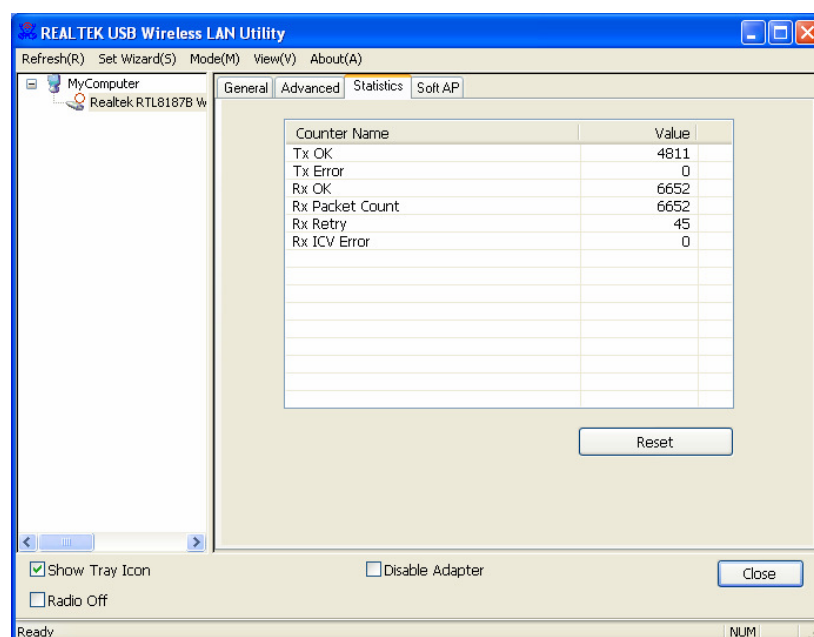 REALTEK USB Wireless LAN Utility
Refresh(R) Set Wizard(S) Mode(M) View(V) About(A)
MyComputer
Realtek RTL8187B W
General Advanced Statistics Soft AP
Counter Name Value
Tx OK 4811
Tx Error 0
Rx OK 6652
Rx Packet Count 6652
Rx Retry 45
Rx ICV Error 0
Reset
Show Tray Icon Disable Adapter Close
Radio Off
Ready NUM